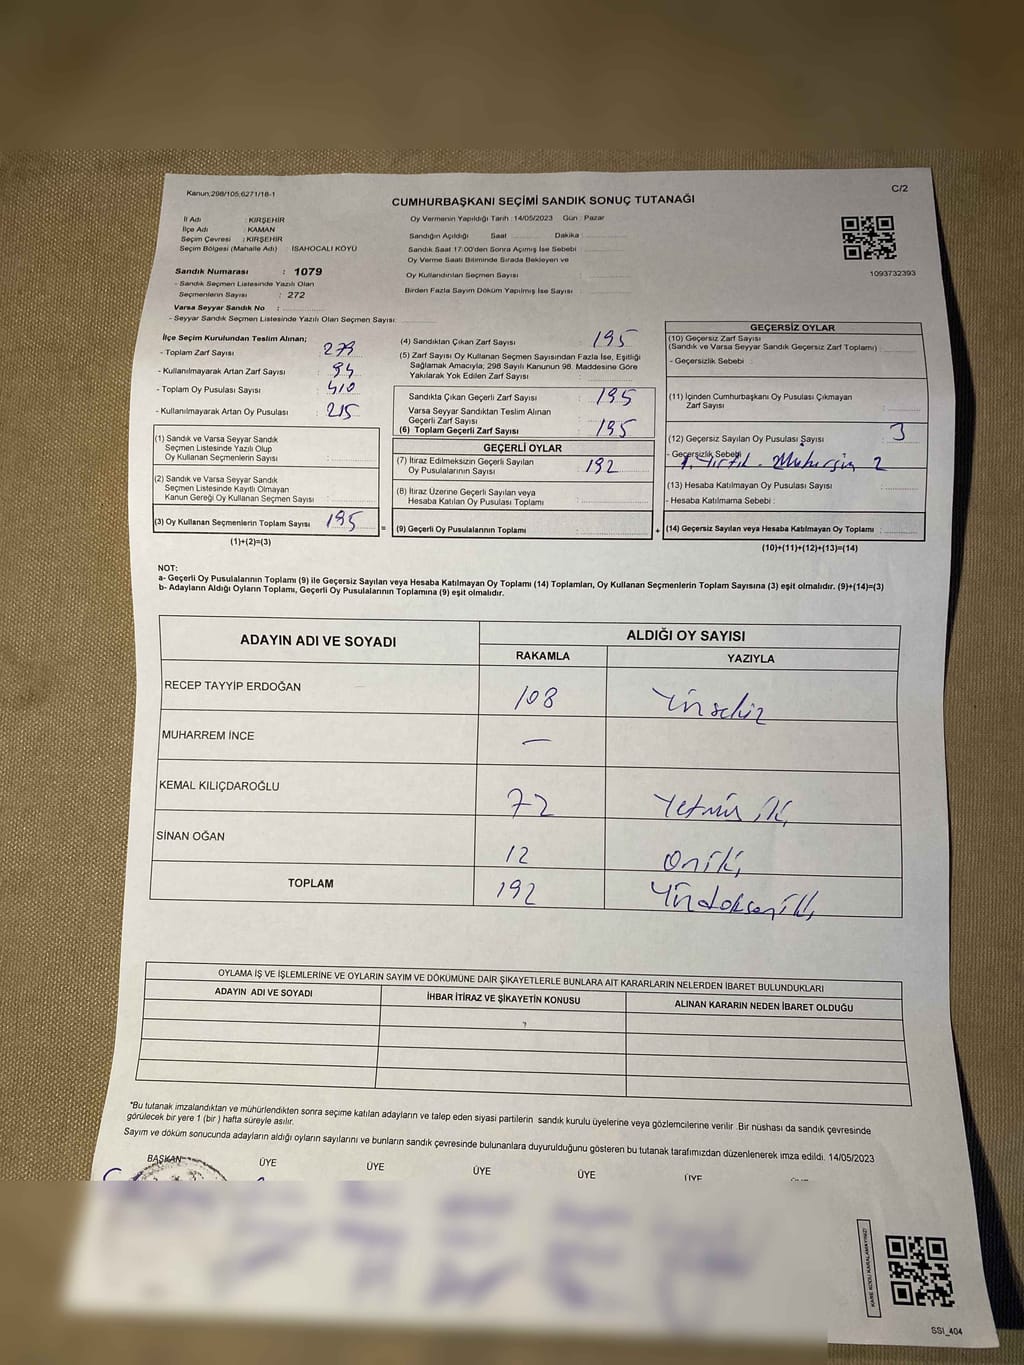 Kanun;298/105;6271/18-1
C/2
CUMHURBAŞKANI SEÇİMİ SANDIK SONUÇ TUTANAĞI
İl Adı : KIRŞEHİR
İlçe Adı : KAMAN
Seçim Çevresi : KIRŞEHİR
Seçim Bölgesi (Mahalle Adı) : İSAHOCALI KÖYÜ
Sandık Numarası : 1079
- Sandık Seçmen Listesinde Yazılı Olan
Seçmenlerin Sayısı : 272
Varsa Seyyar Sandık No :
- Seyyar Sandık Seçmen Listesinde Yazılı Olan Seçmen Sayısı:
Oy Vermenin Yapıldığı Tarih :14/05/2023 Gün : Pazar
Sandığın Açıldığı Saat : Dakika :
Sandık Saat 17:00'den Sonra Açımış İse Sebebi :
Oy Verme Saati Bitiminde Sırada Bekleyen ve
Oy Kullandırılan Seçmen Sayısı :
Birden Fazla Sayım Döküm Yapılmış İse Sayısı :
1093732393
İlçe Seçim Kurulundan Teslim Alınan;
- Toplam Zarf Sayısı : 279
- Kullanılmayarak Artan Zarf Sayısı : 84
- Toplam Oy Pusulası Sayısı : 410
- Kullanılmayarak Artan Oy Pusulası : 215
(1) Sandık ve Varsa Seyyar Sandık
Seçmen Listesinde Yazılı Olup
Oy Kullanan Seçmenlerin Sayısı :
(2) Sandık ve Varsa Seyyar Sandık
Seçmen Listesinde Kayıtlı Olmayan
Kanun Gereği Oy Kullanan Seçmen Sayısı :
(3) Oy Kullanan Seçmenlerin Toplam Sayısı : 195
(1)+(2)=(3)
(4) Sandıktan Çıkan Zarf Sayısı : 195
(5) Zarf Sayısı Oy Kullanan Seçmen Sayısından Fazla İse, Eşitliği
Sağlamak Amacıyla; 298 Sayılı Kanunun 98. Maddesine Göre
Yakılarak Yok Edilen Zarf Sayısı :
Sandıkta Çıkan Geçerli Zarf Sayısı : 195
Varsa Seyyar Sandıktan Teslim Alınan
Geçerli Zarf Sayısı :
(6) Toplam Geçerli Zarf Sayısı : 195
GEÇERLİ OYLAR
(7) İtiraz Edilmeksizin Geçerli Sayılan
Oy Pusulalarının Sayısı : 192
(8) İtiraz Üzerine Geçerli Sayılan veya
Hesaba Katılan Oy Pusulası Toplamı :
= (9) Geçerli Oy Pusulalarının Toplamı :
GEÇERSİZ OYLAR
(10) Geçersiz Zarf Sayısı
(Sandık ve Varsa Seyyar Sandık Geçersiz Zarf Toplamı) :
- Geçersizlik Sebebi :
(11) İçinden Cumhurbaşkanı Oy Pusulası Çıkmayan
Zarf Sayısı :
(12) Geçersiz Sayılan Oy Pusulası Sayısı : 3
- Geçersizlik Sebebi 1. Yırtık. Mühürsüz 2
(13) Hesaba Katılmayan Oy Pusulası Sayısı :
- Hesaba Katılmama Sebebi :
+ (14) Geçersiz Sayılan veya Hesaba Katılmayan Oy Toplamı :
(10)+(11)+(12)+(13)=(14)
NOT:
a- Geçerli Oy Pusulalarının Toplamı (9) ile Geçersiz Sayılan veya Hesaba Katılmayan Oy Toplamı (14) Toplamları, Oy Kullanan Seçmenlerin Toplam Sayısına (3) eşit olmalıdır. (9)+(14)=(3)
b- Adayların Aldığı Oyların Toplamı, Geçerli Oy Pusulalarının Toplamına (9) eşit olmalıdır.
ADAYIN ADI VE SOYADI
ALDIĞI OY SAYISI
RAKAMLA YAZIYLA
RECEP TAYYİP ERDOĞAN 108 Yüzsekiz
MUHARREM İNCE —
KEMAL KILIÇDAROĞLU 72 Yetmiş iki
SİNAN OĞAN 12 Oniki
TOPLAM 192 Yüzdoksaniki
OYLAMA İŞ VE İŞLEMLERİNE VE OYLARIN SAYIM VE DÖKÜMÜNE DAİR ŞİKAYETLERLE BUNLARA AİT KARARLARIN NELERDEN İBARET BULUNDUKLARI
ADAYIN ADI VE SOYADI İHBAR İTİRAZ VE ŞİKAYETİN KONUSU ALINAN KARARIN NEDEN İBARET OLDUĞU
*Bu tutanak imzalandıktan ve mühürlendikten sonra seçime katılan adayların ve talep eden siyasi partilerin sandık kurulu üyelerine veya gözlemcilerine verilir .Bir nüshası da sandık çevresinde
görülecek bir yere 1 (bir ) hafta süreyle asılır.
Sayım ve döküm sonucunda adayların aldığı oyların sayılarını ve bunların sandık çevresinde bulunanlara duyurulduğunu gösteren bu tutanak tarafımızdan düzenlenerek imza edildi. 14/05/2023
BAŞKAN ÜYE ÜYE ÜYE ÜYE ÜYE
KARE KODU KARALAMAYINIZ!
SSI_404